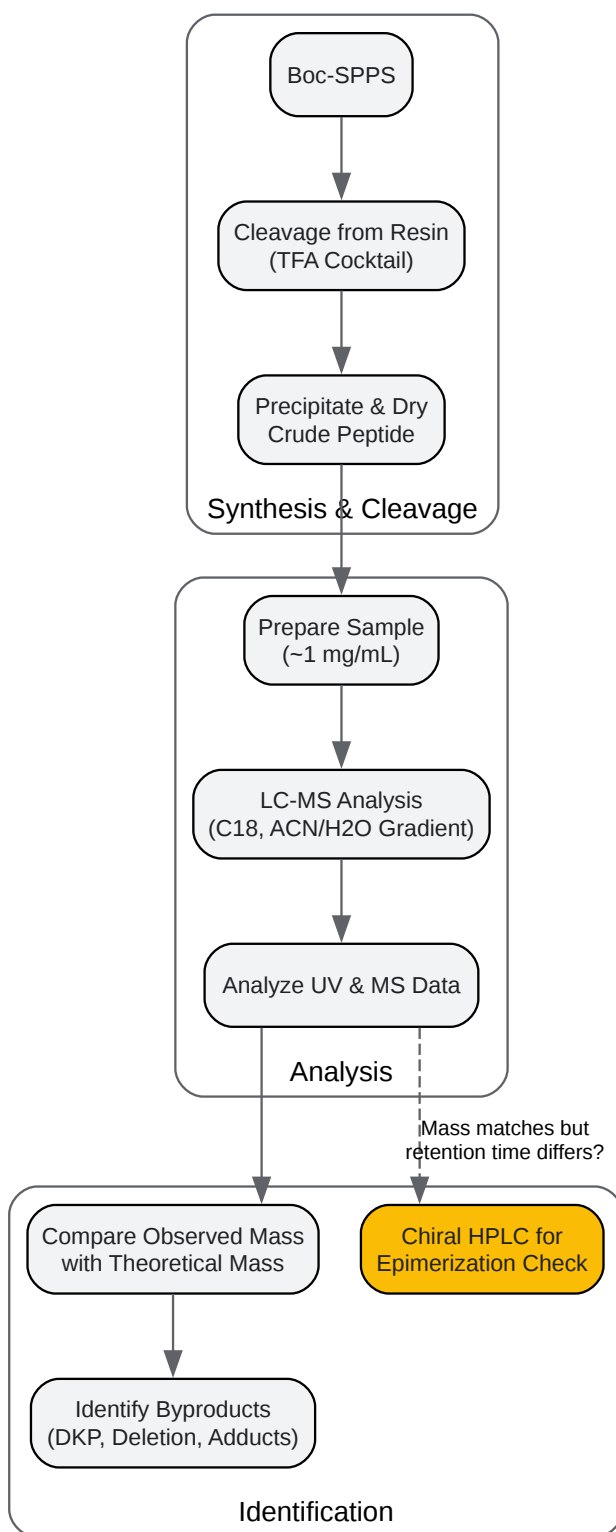 Boc-SPPS
Cleavage from Resin
(TFA Cocktail)
Precipitate & Dry
Crude Peptide
Synthesis & Cleavage
Prepare Sample
(~1 mg/mL)
LC-MS Analysis
(C18, ACN/H2O Gradient)
Analyze UV & MS Data
Analysis
Mass matches but
retention time differs?
Compare Observed Mass
with Theoretical Mass
Chiral HPLC for
Epimerization Check
Identify Byproducts
(DKP, Deletion, Adducts)
Identification